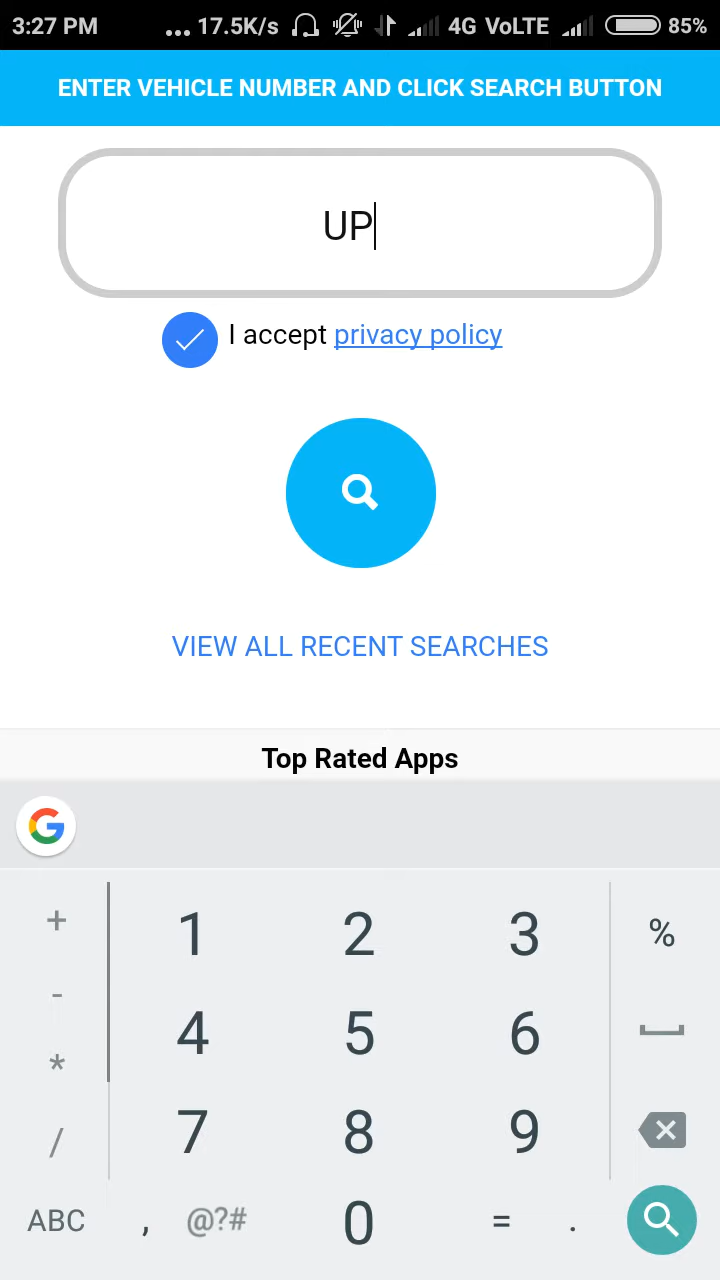 3:27 PM ... 17.5K/s 4G VoLTE 85%
ENTER VEHICLE NUMBER AND CLICK SEARCH BUTTON
UP
I accept privacy policy
VIEW ALL RECENT SEARCHES
Top Rated Apps
G
+ 1 2 3 %
- 4 5 6
* 7 8 9
/
ABC , @?# 0 = .